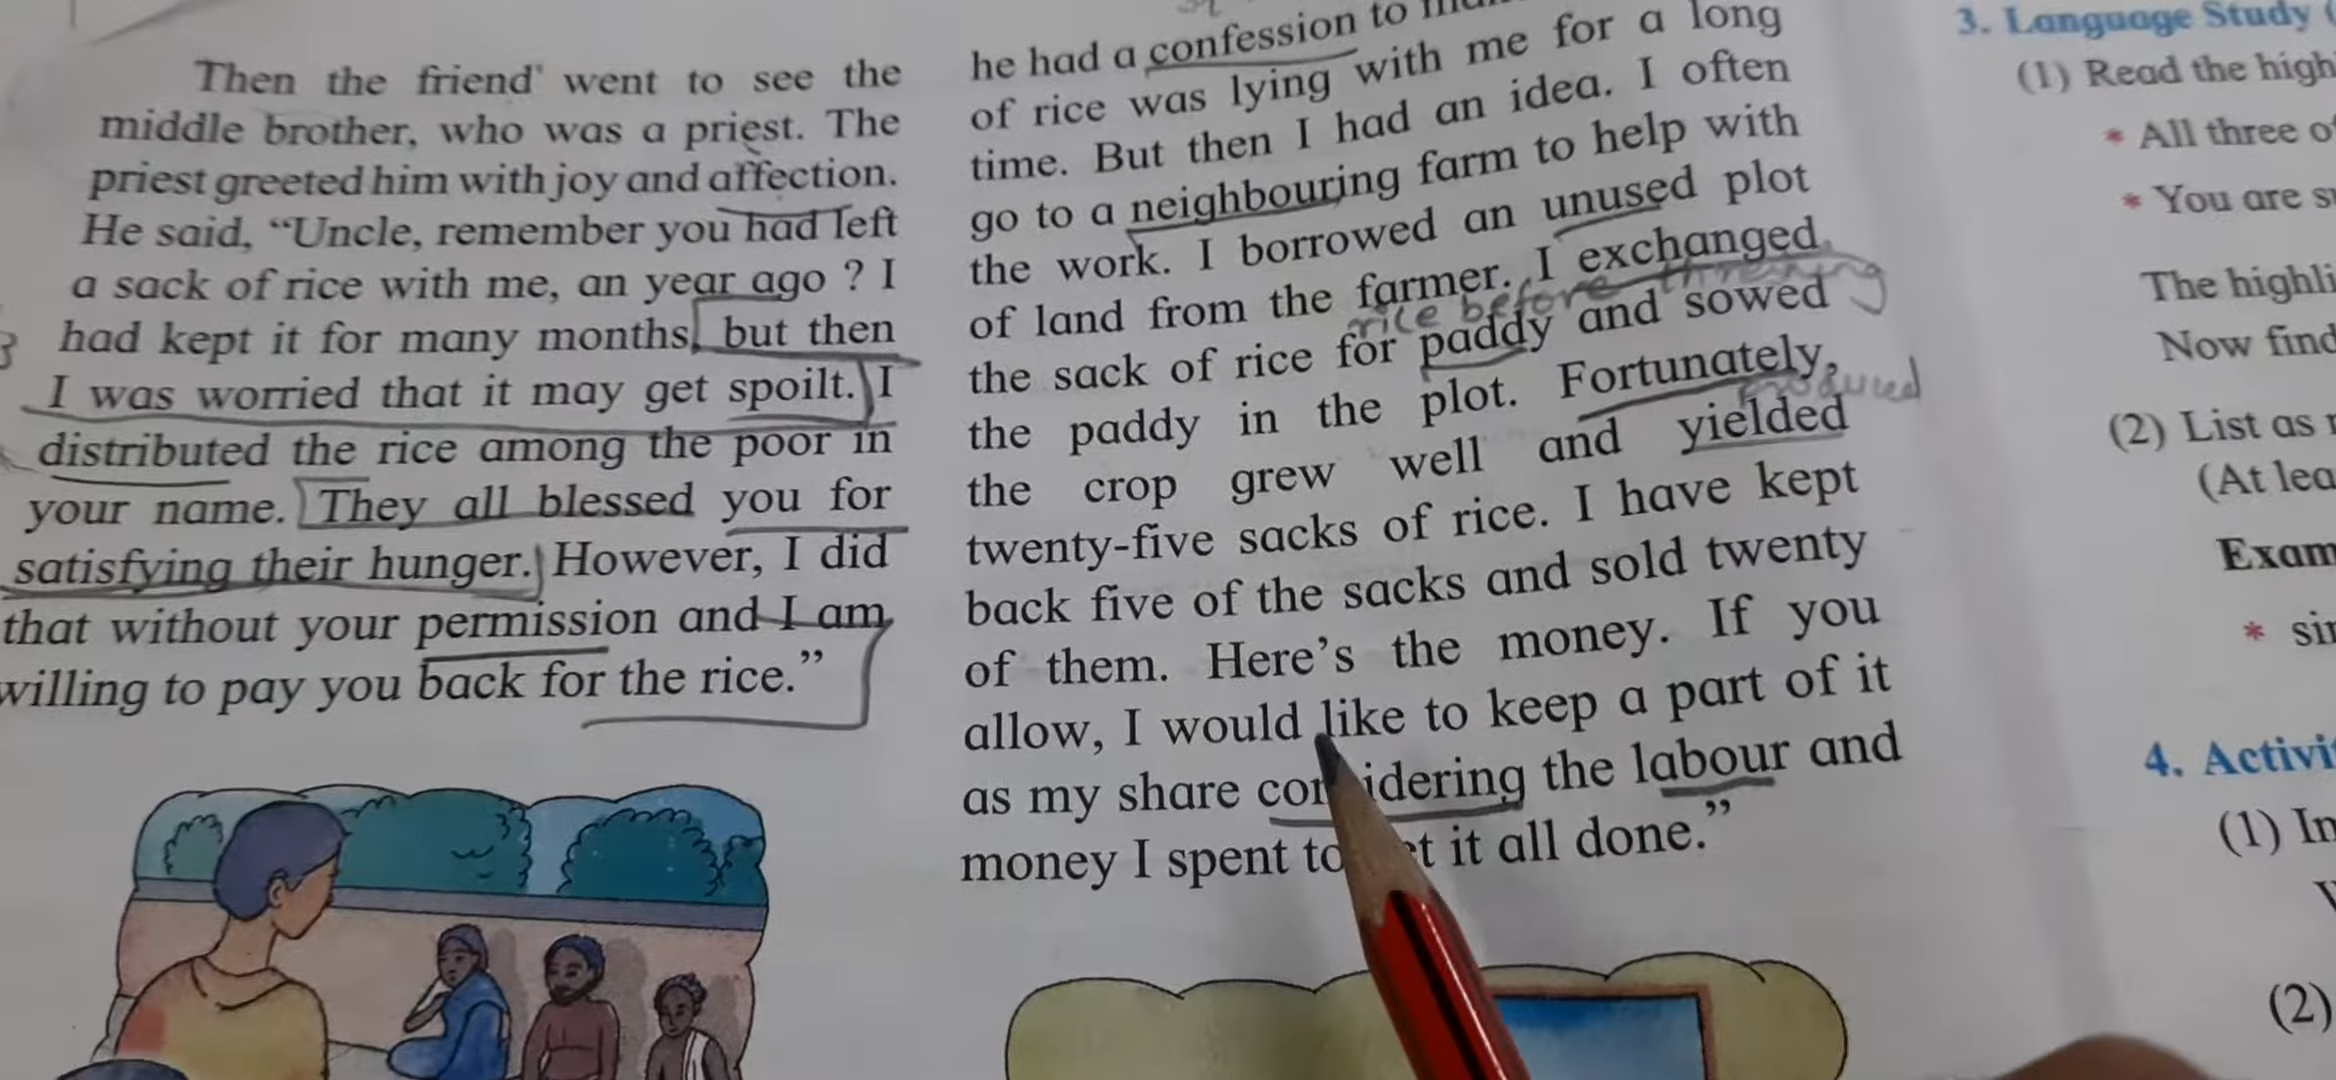 Then the friend' went to see the
middle brother, who was a priest. The
priest greeted him with joy and affection.
He said, “Uncle, remember you had left
a sack of rice with me, an year ago ? I
had kept it for many months, but then
I was worried that it may get spoilt. I
distributed the rice among the poor in
your name. They all blessed you for
satisfying their hunger. However, I did
that without your permission and I am
willing to pay you back for the rice.”
he had a confession to
of rice was lying with me for a long
time. But then I had an idea. I often
go to a neighbouring farm to help with
the work. I borrowed an unused plot
of land from the farmer. I exchanged
rice before threshing
the sack of rice for paddy and sowed
the paddy in the plot. Fortunately,
produced
the crop grew well and yielded
twenty-five sacks of rice. I have kept
back five of the sacks and sold twenty
of them. Here’s the money. If you
allow, I would like to keep a part of it
as my share considering the labour and
money I spent to it all done.”
3. Language Study
(1) Read the high
* All three of
* You are
The highli
Now find
(2) List as
(At lea
Exam
* sin
4. Activi
(1) In
(2)